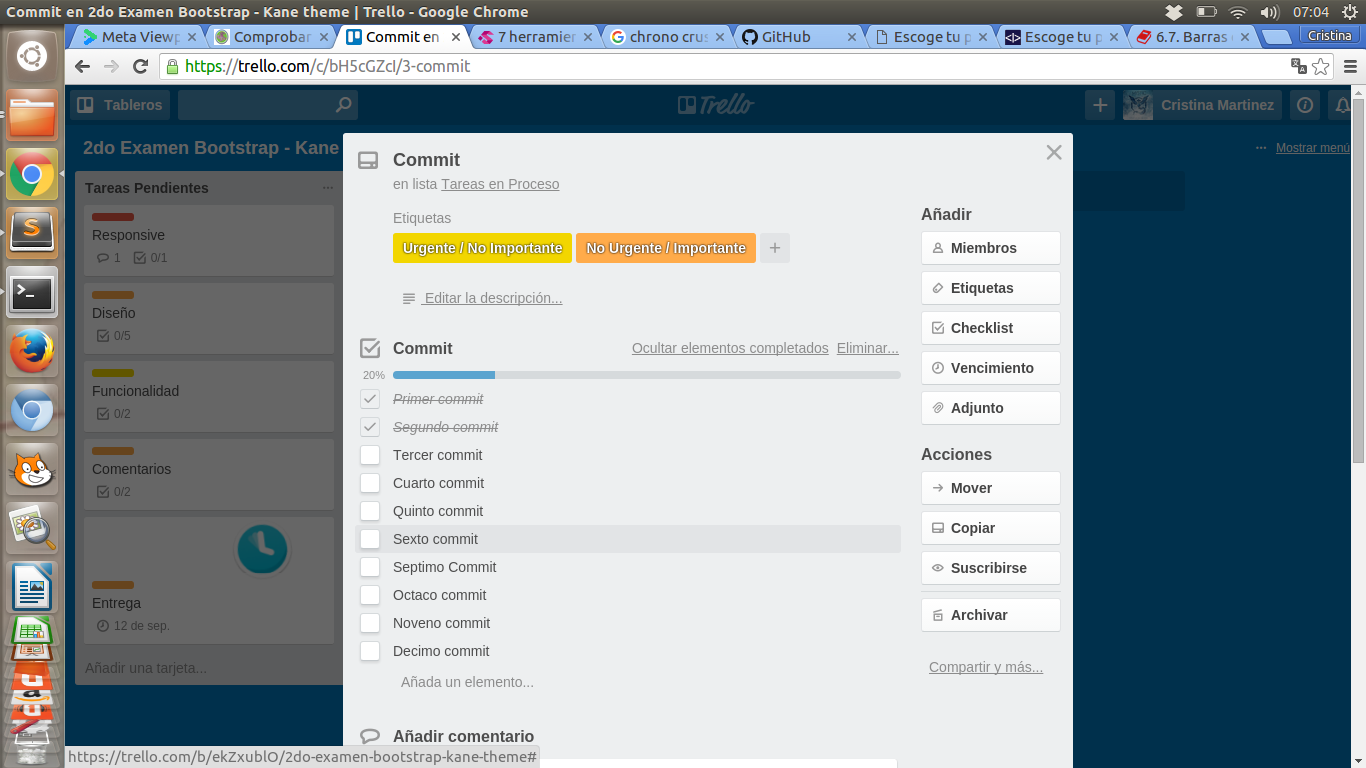 Commit en 2do Examen Bootstrap - Kane theme | Trello - Google Chrome
07:04
Meta Viewp
Comprobar
Commit en
7 herramier
chrono crus
GitHub
Escoge tu p
Escoge tu p
6.7. Barras
Cristina
https://trello.com/c/bH5cGZcI/3-commit
Tableros
Trello
Cristina Martinez
2do Examen Bootstrap - Kane
Mostrar menú
Tareas Pendientes
Responsive
1 0/1
Diseño
0/5
Funcionalidad
0/2
Comentarios
0/2
Entrega
12 de sep.
Añadir una tarjeta...
Commit
en lista Tareas en Proceso
Etiquetas
Urgente / No Importante
No Urgente / Importante
Editar la descripción...
Commit
Ocultar elementos completados Eliminar...
20%
Primer commit
Segundo commit
Tercer commit
Cuarto commit
Quinto commit
Sexto commit
Septimo Commit
Octaco commit
Noveno commit
Decimo commit
Añada un elemento...
Añadir comentario
Añadir
Miembros
Etiquetas
Checklist
Vencimiento
Adjunto
Acciones
Mover
Copiar
Suscribirse
Archivar
Compartir y más...
https://trello.com/b/ekZxublO/2do-examen-bootstrap-kane-theme#